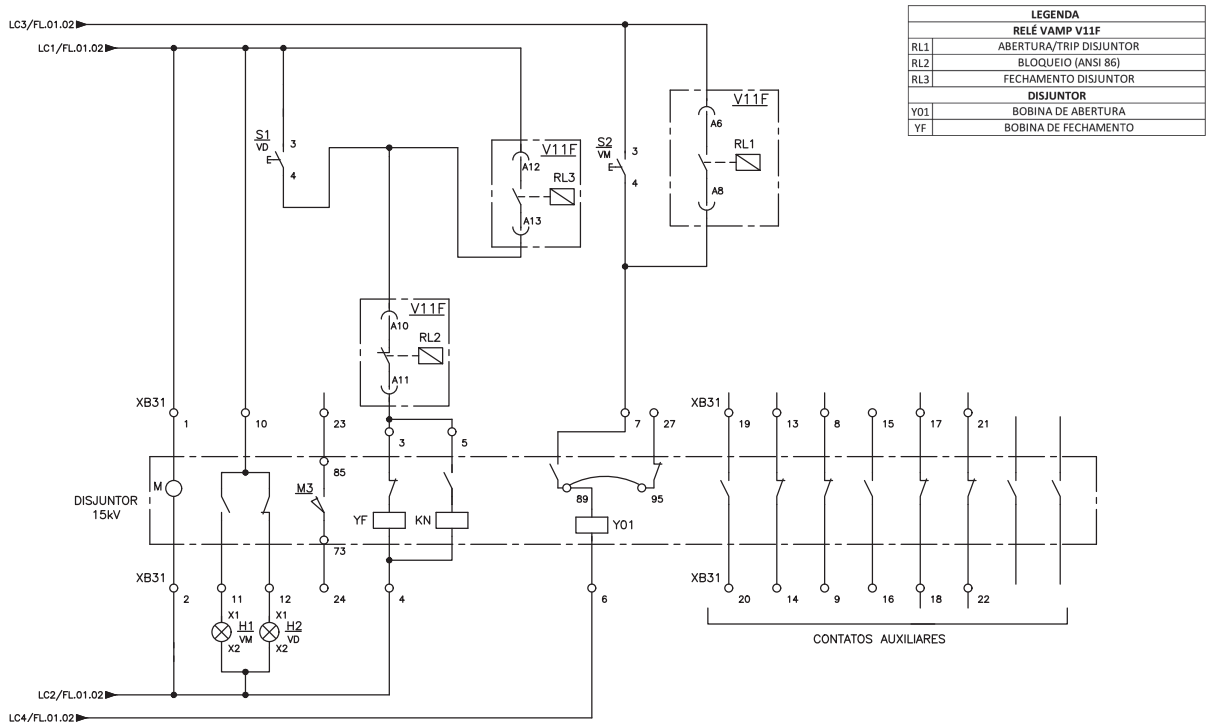 LC3/FL.01.02
LC1/FL.01.02
LEGENDA
RELÉ VAMP V11F
RL1 ABERTURA/TRIP DISJUNTOR
RL2 BLOQUEIO (ANSI 86)
RL3 FECHAMENTO DISJUNTOR
DISJUNTOR
Y01 BOBINA DE ABERTURA
YF BOBINA DE FECHAMENTO
S1
VD
3
4
V11F
A12
RL3
A13
S2
VM
3
4
V11F
A6
RL1
A8
V11F
A10
RL2
A11
XB31
1
10
23
3
5
7
27
XB31
19
13
8
15
17
21
DISJUNTOR
15kV
M
85
M3
73
YF
KN
89
95
Y01
XB31
2
11
12
24
4
6
XB31
20
14
9
16
18
22
X1
H1
VM
X2
X1
H2
VD
X2
CONTATOS AUXILIARES
LC2/FL.01.02
LC4/FL.01.02